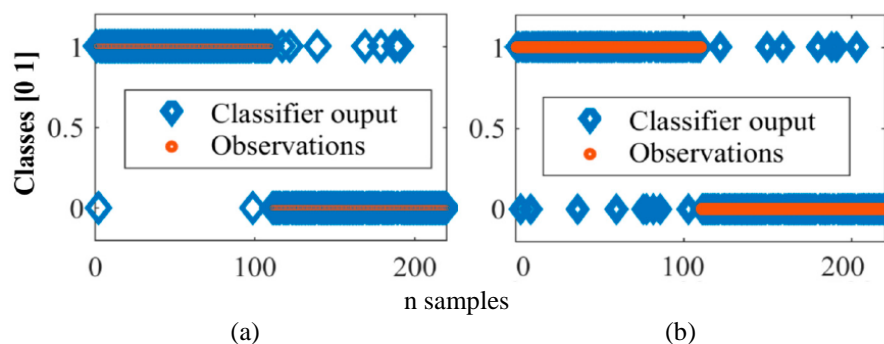 Classes [0 1]
1
0.5
0
Classifier ouput
Observations
0 100 200
1
0.5
0
Classifier ouput
Observations
0 100 200
n samples
(a) (b)